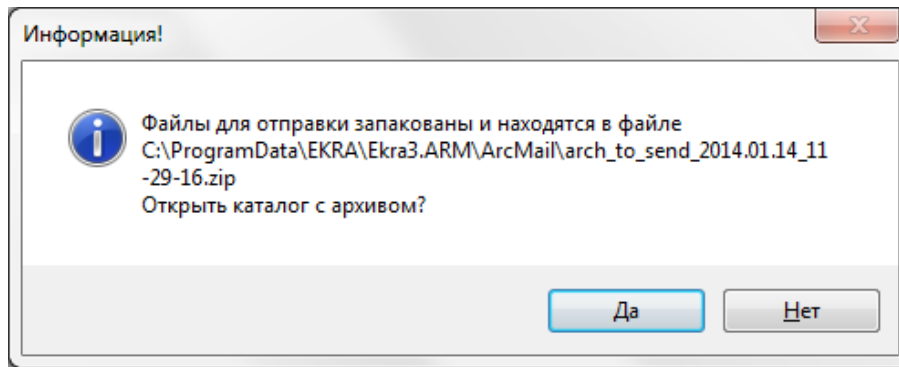 Информация!
Файлы для отправки запакованы и находятся в файле
C:\ProgramData\EKRA\Ekra3.ARM\ArcMail\arch_to_send_2014.01.14_11
-29-16.zip
Открыть каталог с архивом?
Да
Нет